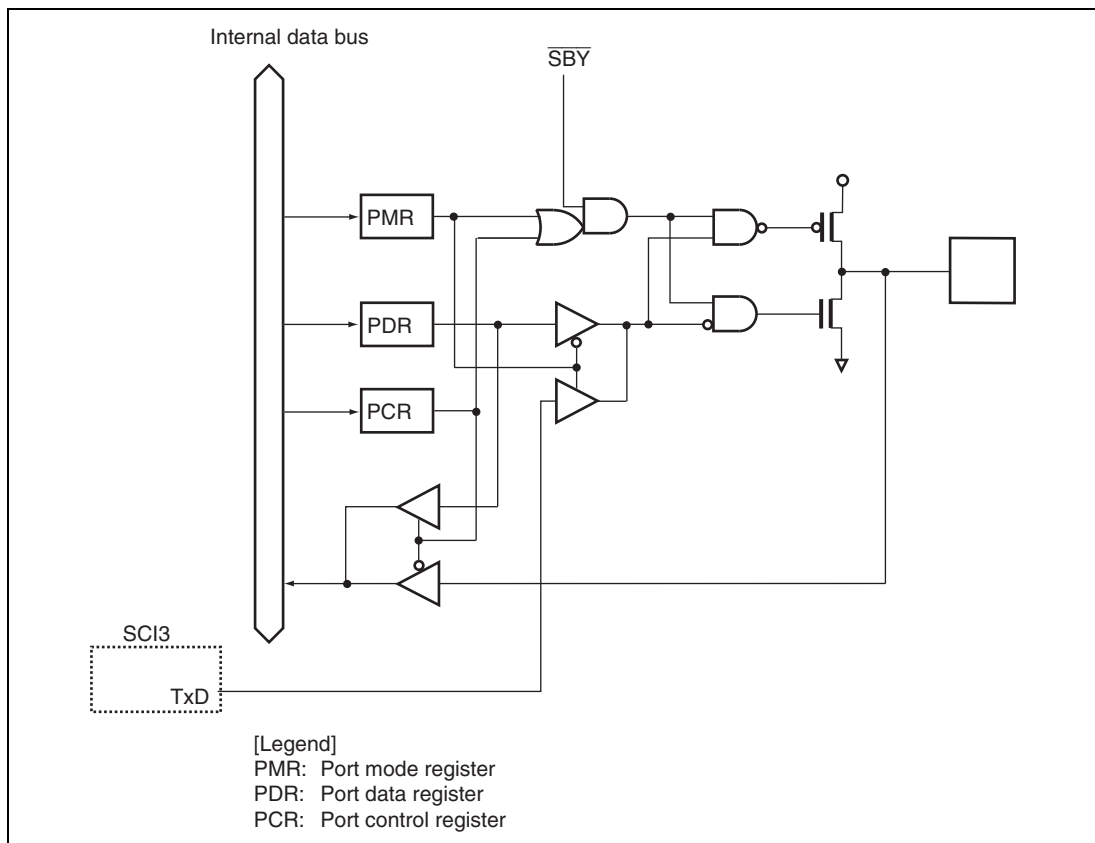 Internal data bus
S̅B̅Y̅
PMR
PDR
PCR
SCI3
TxD
[Legend]
PMR: Port mode register
PDR: Port data register
PCR: Port control register